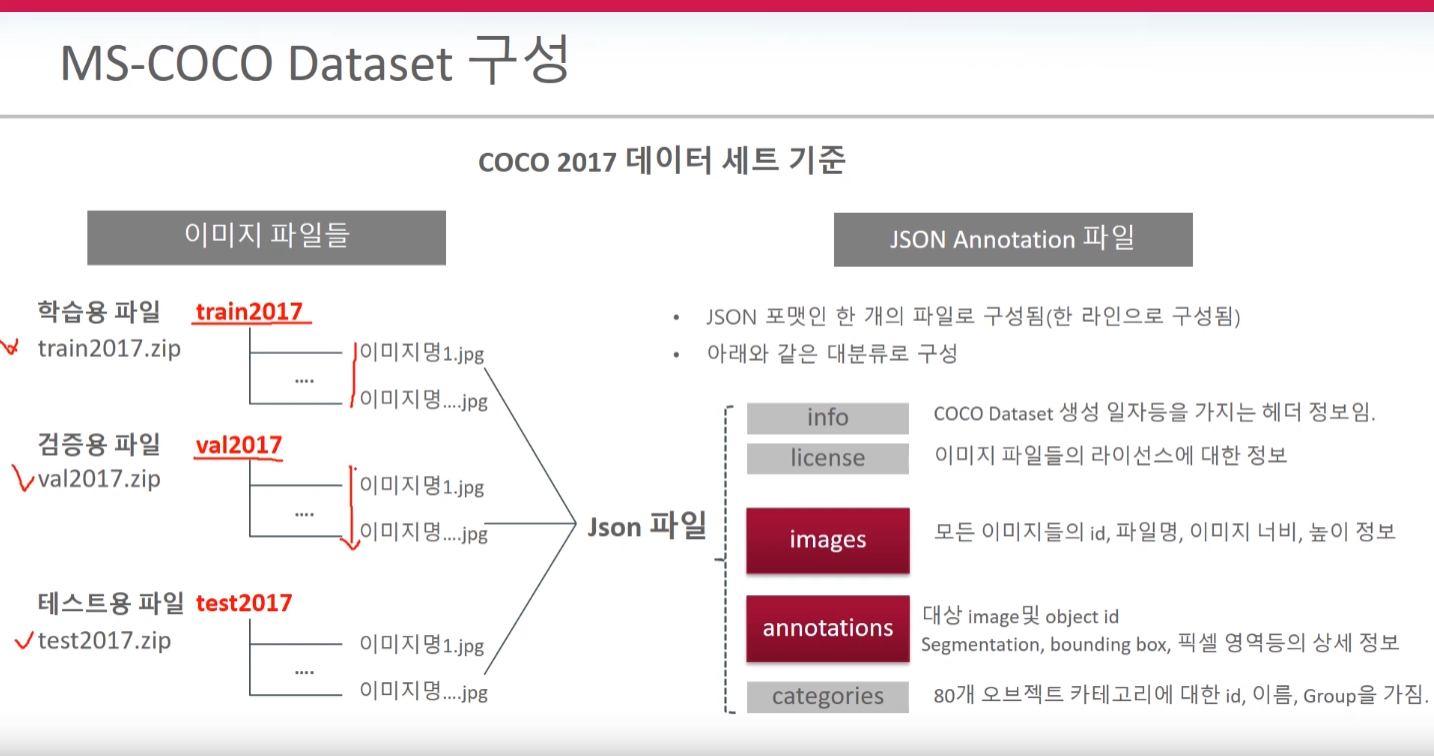 MS-COCO Dataset 구성
COCO 2017 데이터 세트 기준
이미지 파일들
학습용 파일 train2017
train2017.zip
이미지명1.jpg
....
이미지명....jpg
검증용 파일 val2017
val2017.zip
이미지명1.jpg
....
이미지명....jpg
테스트용 파일 test2017
test2017.zip
이미지명1.jpg
....
이미지명....jpg
Json 파일
JSON Annotation 파일
• JSON 포맷인 한 개의 파일로 구성됨(한 라인으로 구성됨)
• 아래와 같은 대분류로 구성
info COCO Dataset 생성 일자등을 가지는 헤더 정보임.
license 이미지 파일들의 라이선스에 대한 정보
images 모든 이미지들의 id, 파일명, 이미지 너비, 높이 정보
annotations 대상 image및 object id
Segmentation, bounding box, 픽셀 영역등의 상세 정보
categories 80개 오브젝트 카테고리에 대한 id, 이름, Group을 가짐.